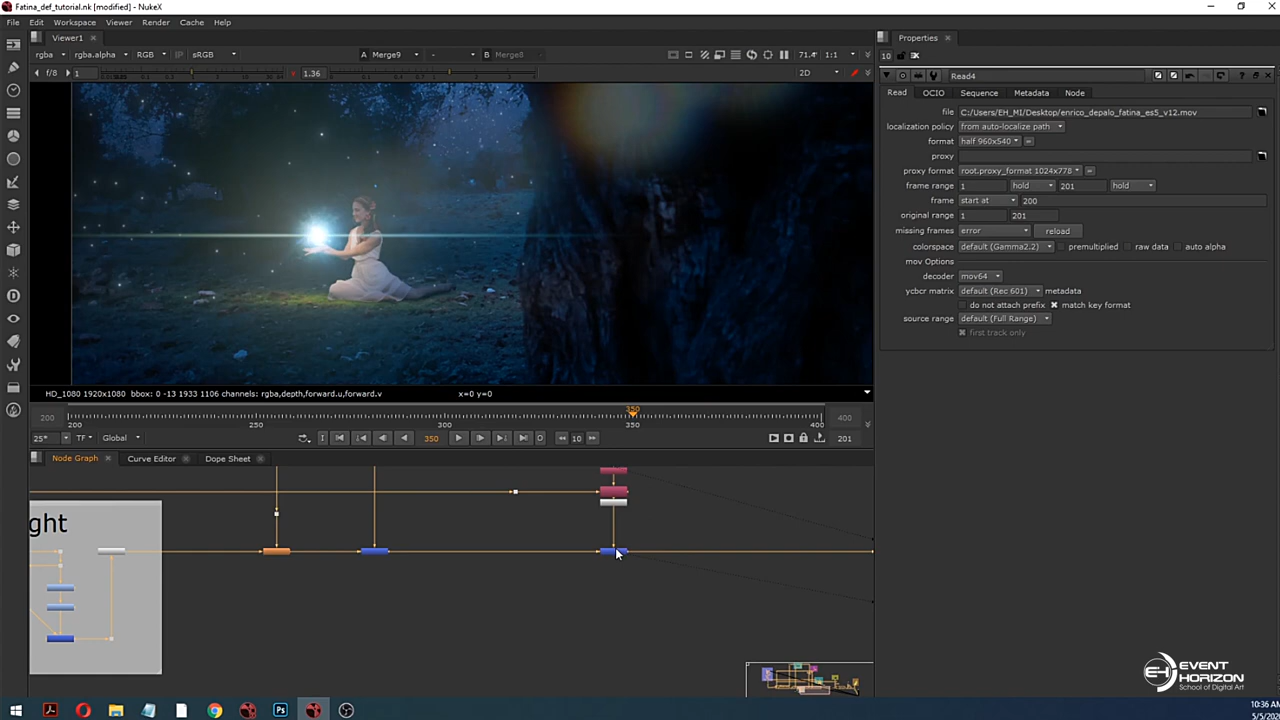 Fatina_def_tutorial.nk [modified] - NukeX
File Edit Workspace Viewer Render Cache Help
Viewer1
rgba rgba.alpha RGB IP sRGB A Merge9 - B Merge8 71.4 1:1
f/8 1 1.36 2D
HD_1080 1920x1080 bbox: 0 -13 1933 1106 channels: rgba,depth,forward.u,forward.v x=0 y=0
350
200 400
200 250 300 350 400
25* TF Global 350 10 201
Node Graph Curve Editor Dope Sheet
ght
Properties
10
Read4
Read OCIO Sequence Metadata Node
file C:/Users/EH_MI/Desktop/enrico_depalo_fatina_es5_v12.mov
localization policy from auto-localize path
format half 960x540
proxy
proxy format root.proxy_format 1024x778
frame range 1 hold 201 hold
frame start at 200
original range 1 201
missing frames error reload
colorspace default (Gamma2.2) premultiplied raw data auto alpha
mov Options
decoder mov64
ycbcr matrix default (Rec 601) metadata
do not attach prefix match key format
source range default (Full Range)
first track only
EH EVENT
HORIZON
School of Digital Art
10:36 AM